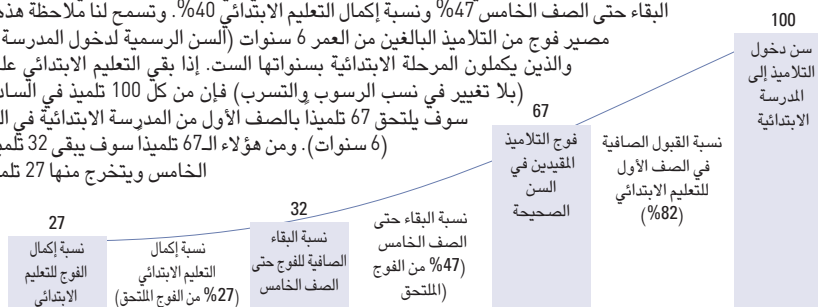 البقاء حتى الصف الخامس 47% ونسبة إكمال التعليم الابتدائي 40%. وتسمح لنا ملاحظة هذه
مصير فوج من التلاميذ البالغين من العمر 6 سنوات (السن الرسمية لدخول المدرسة
والذين يكملون المرحلة الابتدائية بسنواتها الست. إذا بقي التعليم الابتدائي
(بلا تغيير في نسب الرسوب والتسرب) فإن من كل 100 تلميذ في
سوف يلتحق 67 تلميذاً بالصف الأول من المدرسة الابتدائية في
(6 سنوات). ومن هؤلاء الـ67 تلميذاً سوف يبقى 32
الخامس ويتخرج منها 27
100
سن دخول
التلاميذ إلى
المدرسة
الابتدائية
نسبة القبول الصافية
في الصف الأول
للتعليم الابتدائي
(82%)
67
فوج التلاميذ
المقيدين في
السن
الصحيحة
نسبة البقاء حتى
الصف الخامس
(47% من الفوج
الملتحق)
32
نسبة البقاء
الصافية للفوج حتى
الصف الخامس
نسبة إكمال
التعليم الابتدائي
(27% من الفوج الملتحق)
27
نسبة إكمال
الفوج للتعليم
الابتدائي